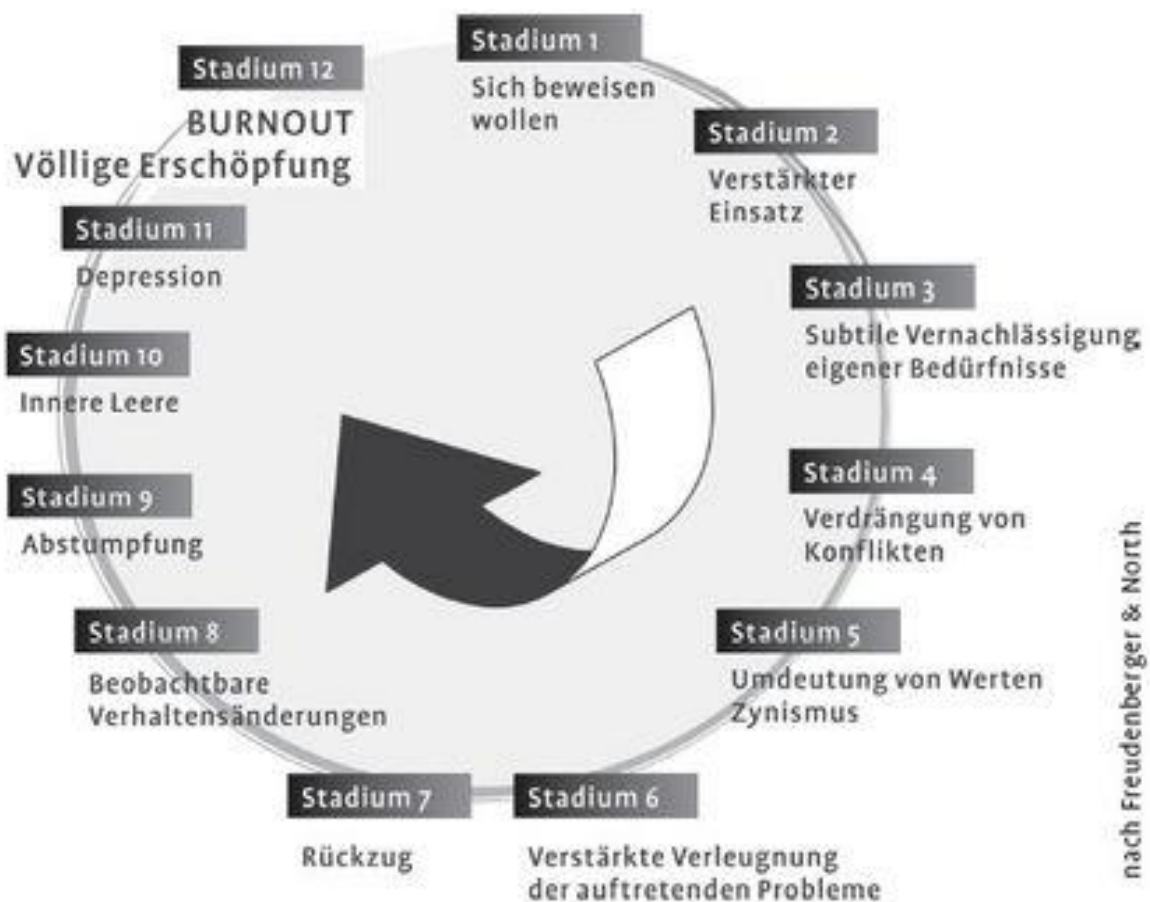 Stadium 1
Sich beweisen
wollen
Stadium 2
Verstärkter
Einsatz
Stadium 3
Subtile Vernachlässigung
eigener Bedürfnisse
Stadium 4
Verdrängung von
Konflikten
Stadium 5
Umdeutung von Werten
Zynismus
Stadium 6
Verstärkte Verleugnung
der auftretenden Probleme
Stadium 7
Rückzug
Stadium 8
Beobachtbare
Verhaltensänderungen
Stadium 9
Abstumpfung
Stadium 10
Innere Leere
Stadium 11
Depression
Stadium 12
BURNOUT
Völlige Erschöpfung
nach Freudenberger & North